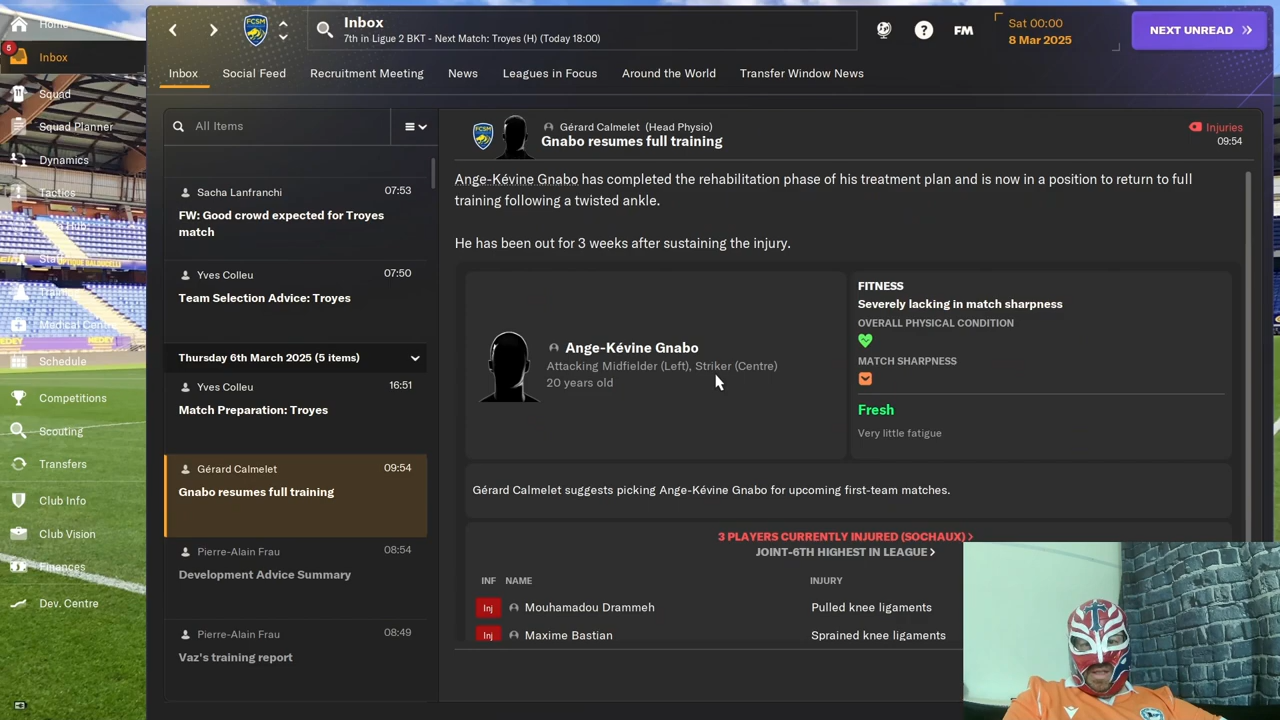 Home
5
Inbox
Squad
Squad Planner
Dynamics
Tactics
Schedule
Competitions
Scouting
Transfers
Club Info
Club Vision
Finances
Dev. Centre
FCSM
Inbox
7th in Ligue 2 BKT - Next Match: Troyes (H) (Today 18:00)
?
FM
Sat 00:00
8 Mar 2025
NEXT UNREAD
Inbox
Social Feed
Recruitment Meeting
News
Leagues in Focus
Around the World
Transfer Window News
All Items
Sacha Lanfranchi 07:53
FW: Good crowd expected for Troyes
match
Yves Colleu 07:50
Team Selection Advice: Troyes
Thursday 6th March 2025 (5 items)
Yves Colleu 16:51
Match Preparation: Troyes
Gérard Calmelet 09:54
Gnabo resumes full training
Pierre-Alain Frau 08:54
Development Advice Summary
Pierre-Alain Frau 08:49
Vaz's training report
FCSM
Gérard Calmelet (Head Physio)
Gnabo resumes full training
Injuries
09:54
Ange-Kévine Gnabo has completed the rehabilitation phase of his treatment plan and is now in a position to return to full
training following a twisted ankle.
He has been out for 3 weeks after sustaining the injury.
Ange-Kévine Gnabo
Attacking Midfielder (Left), Striker (Centre)
20 years old
FITNESS
Severely lacking in match sharpness
OVERALL PHYSICAL CONDITION
MATCH SHARPNESS
Fresh
Very little fatigue
Gérard Calmelet suggests picking Ange-Kévine Gnabo for upcoming first-team matches.
3 PLAYERS CURRENTLY INJURED (SOCHAUX)
JOINT-6TH HIGHEST IN LEAGUE
INF NAME INJURY
Inj Mouhamadou Drammeh Pulled knee ligaments
Inj Maxime Bastian Sprained knee ligaments